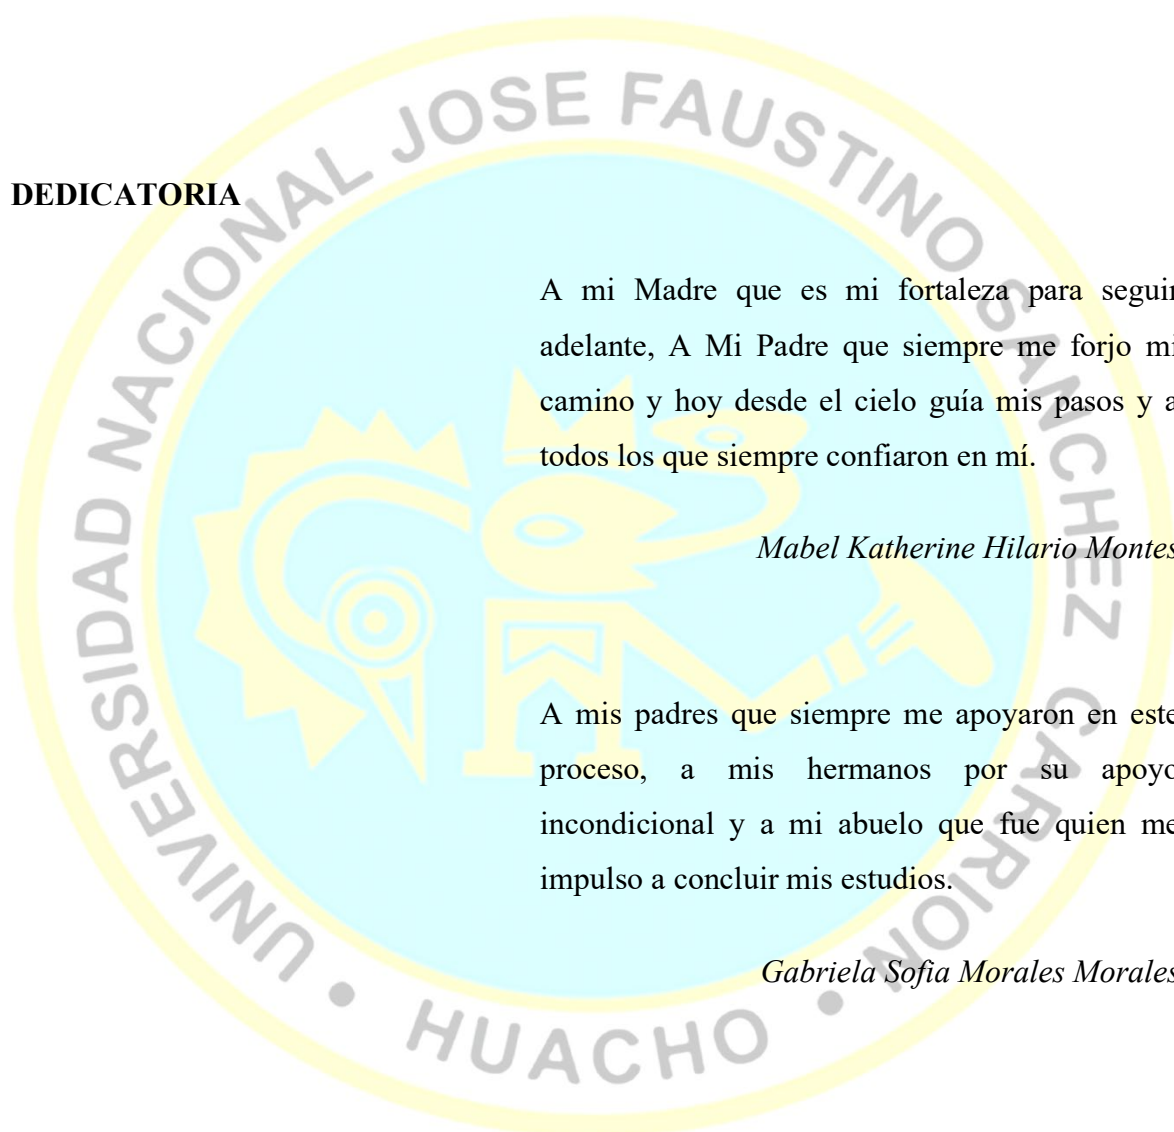 DEDICATORIA
A mi Madre que es mi fortaleza para seguir
adelante, A Mi Padre que siempre me forjo mi
camino y hoy desde el cielo guía mis pasos y a
todos los que siempre confiaron en mí.
Mabel Katherine Hilario Montes
A mis padres que siempre me apoyaron en este
proceso, a mis hermanos por su apoyo
incondicional y a mi abuelo que fue quien me
impulso a concluir mis estudios.
Gabriela Sofia Morales Morales
UNIVERSIDAD NACIONAL JOSE FAUSTINO SANCHEZ CARRION
• HUACHO •